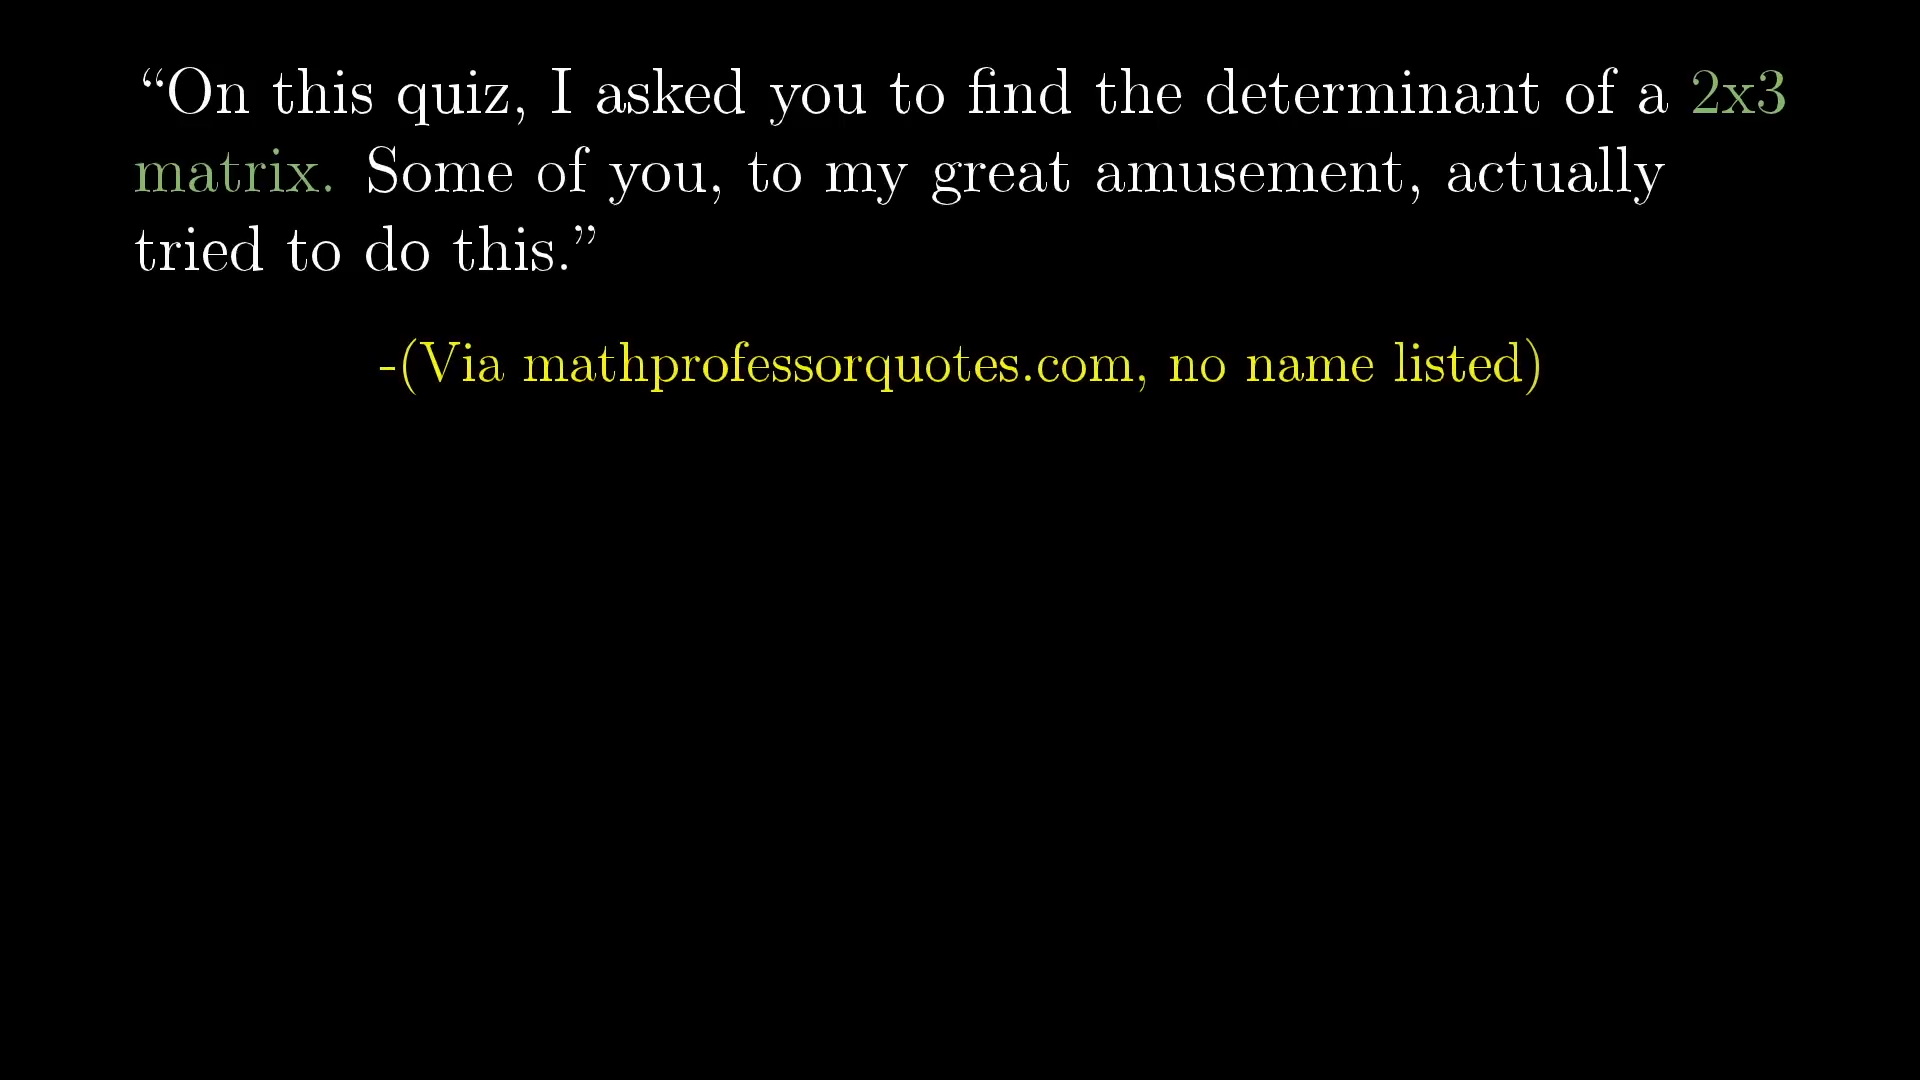 “On this quiz, I asked you to find the determinant of a 2x3
matrix. Some of you, to my great amusement, actually
tried to do this.”
-(Via mathprofessorquotes.com, no name listed)